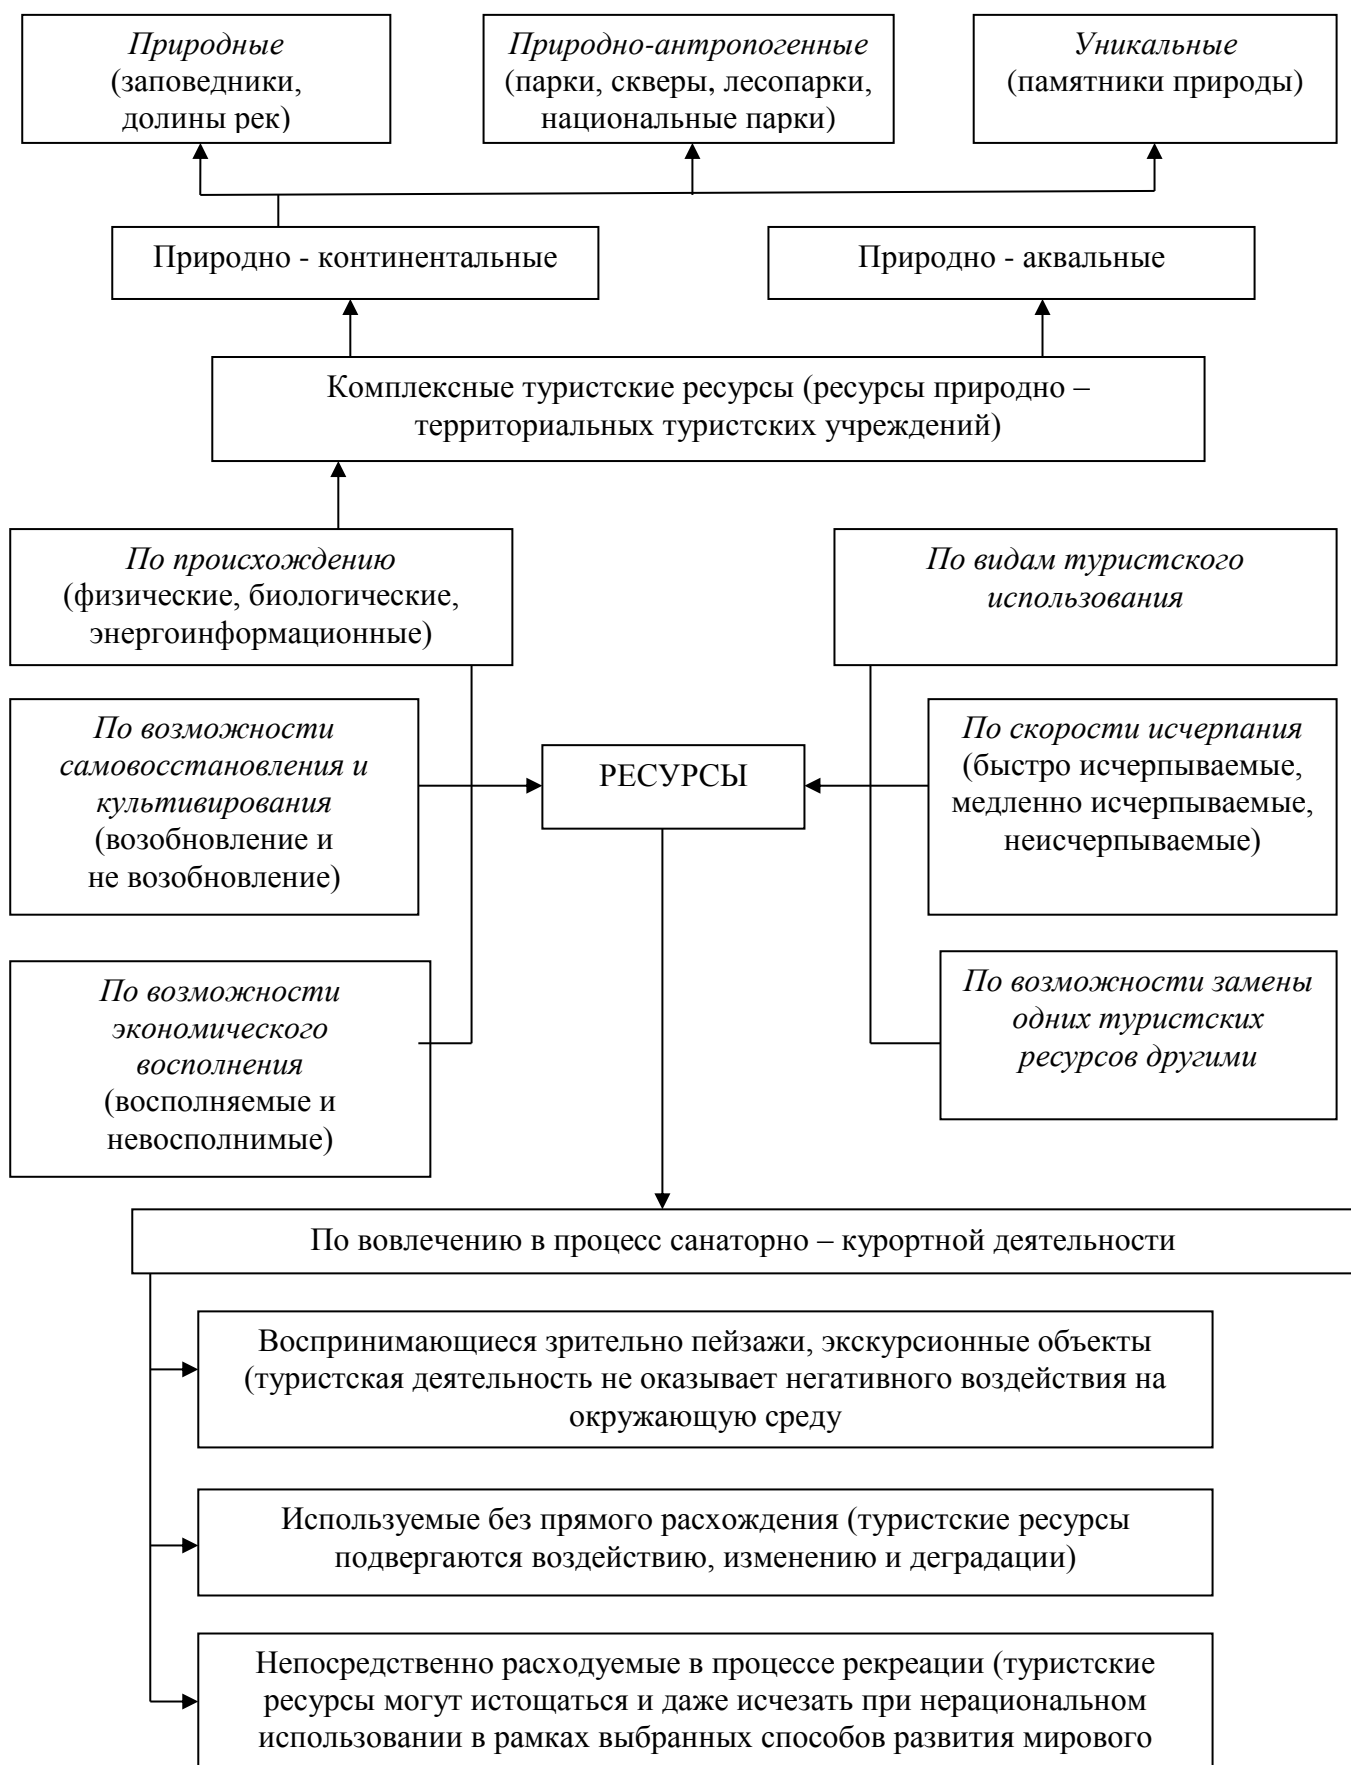 Природные
(заповедники,
долины рек)
Природно-антропогенные
(парки, скверы, лесопарки,
национальные парки)
Уникальные
(памятники природы)
Природно - континентальные
Природно - аквальные
Комплексные туристские ресурсы (ресурсы природно –
территориальных туристских учреждений)
По происхождению
(физические, биологические,
энергоинформационные)
По видам туристского
использования
По возможности
самовосстановления и
культивирования
(возобновление и
не возобновление)
РЕСУРСЫ
По скорости исчерпания
(быстро исчерпываемые,
медленно исчерпываемые,
неисчерпываемые)
По возможности
экономического
восполнения
(восполняемые и
невосполнимые)
По возможности замены
одних туристских
ресурсов другими
По вовлечению в процесс санаторно – курортной деятельности
Воспринимающиеся зрительно пейзажи, экскурсионные объекты
(туристская деятельность не оказывает негативного воздействия на
окружающую среду
Используемые без прямого расхождения (туристские ресурсы
подвергаются воздействию, изменению и деградации)
Непосредственно расходуемые в процессе рекреации (туристские
ресурсы могут истощаться и даже исчезать при нерациональном
использовании в рамках выбранных способов развития мирового